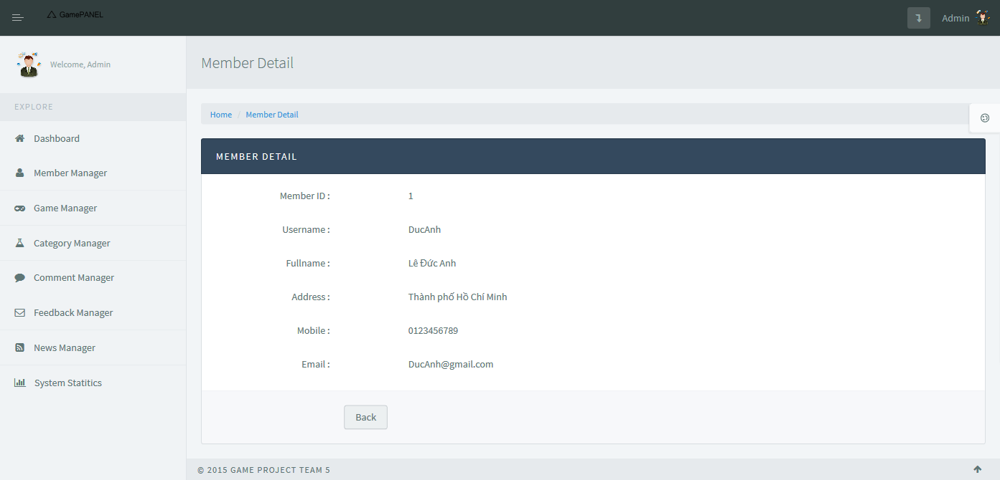 GamePANEL
Admin
Welcome, Admin
EXPLORE
Dashboard
Member Manager
Game Manager
Category Manager
Comment Manager
Feedback Manager
News Manager
System Statitics
Member Detail
Home / Member Detail
MEMBER DETAIL
Member ID : 1
Username : DucAnh
Fullname : Lê Đức Anh
Address : Thành phố Hồ Chí Minh
Mobile : 0123456789
Email : DucAnh@gmail.com
Back
© 2015 GAME PROJECT TEAM 5